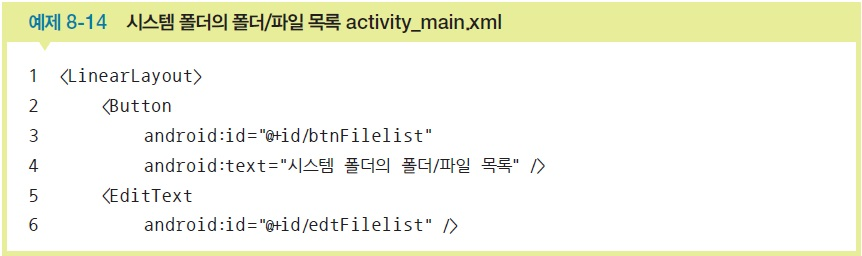 예제 8-14 시스템 폴더의 폴더/파일 목록 activity_main.xml
1 <LinearLayout>
2 <Button
3 android:id="@+id/btnFilelist"
4 android:text="시스템 폴더의 폴더/파일 목록" />
5 <EditText
6 android:id="@+id/edtFilelist" />